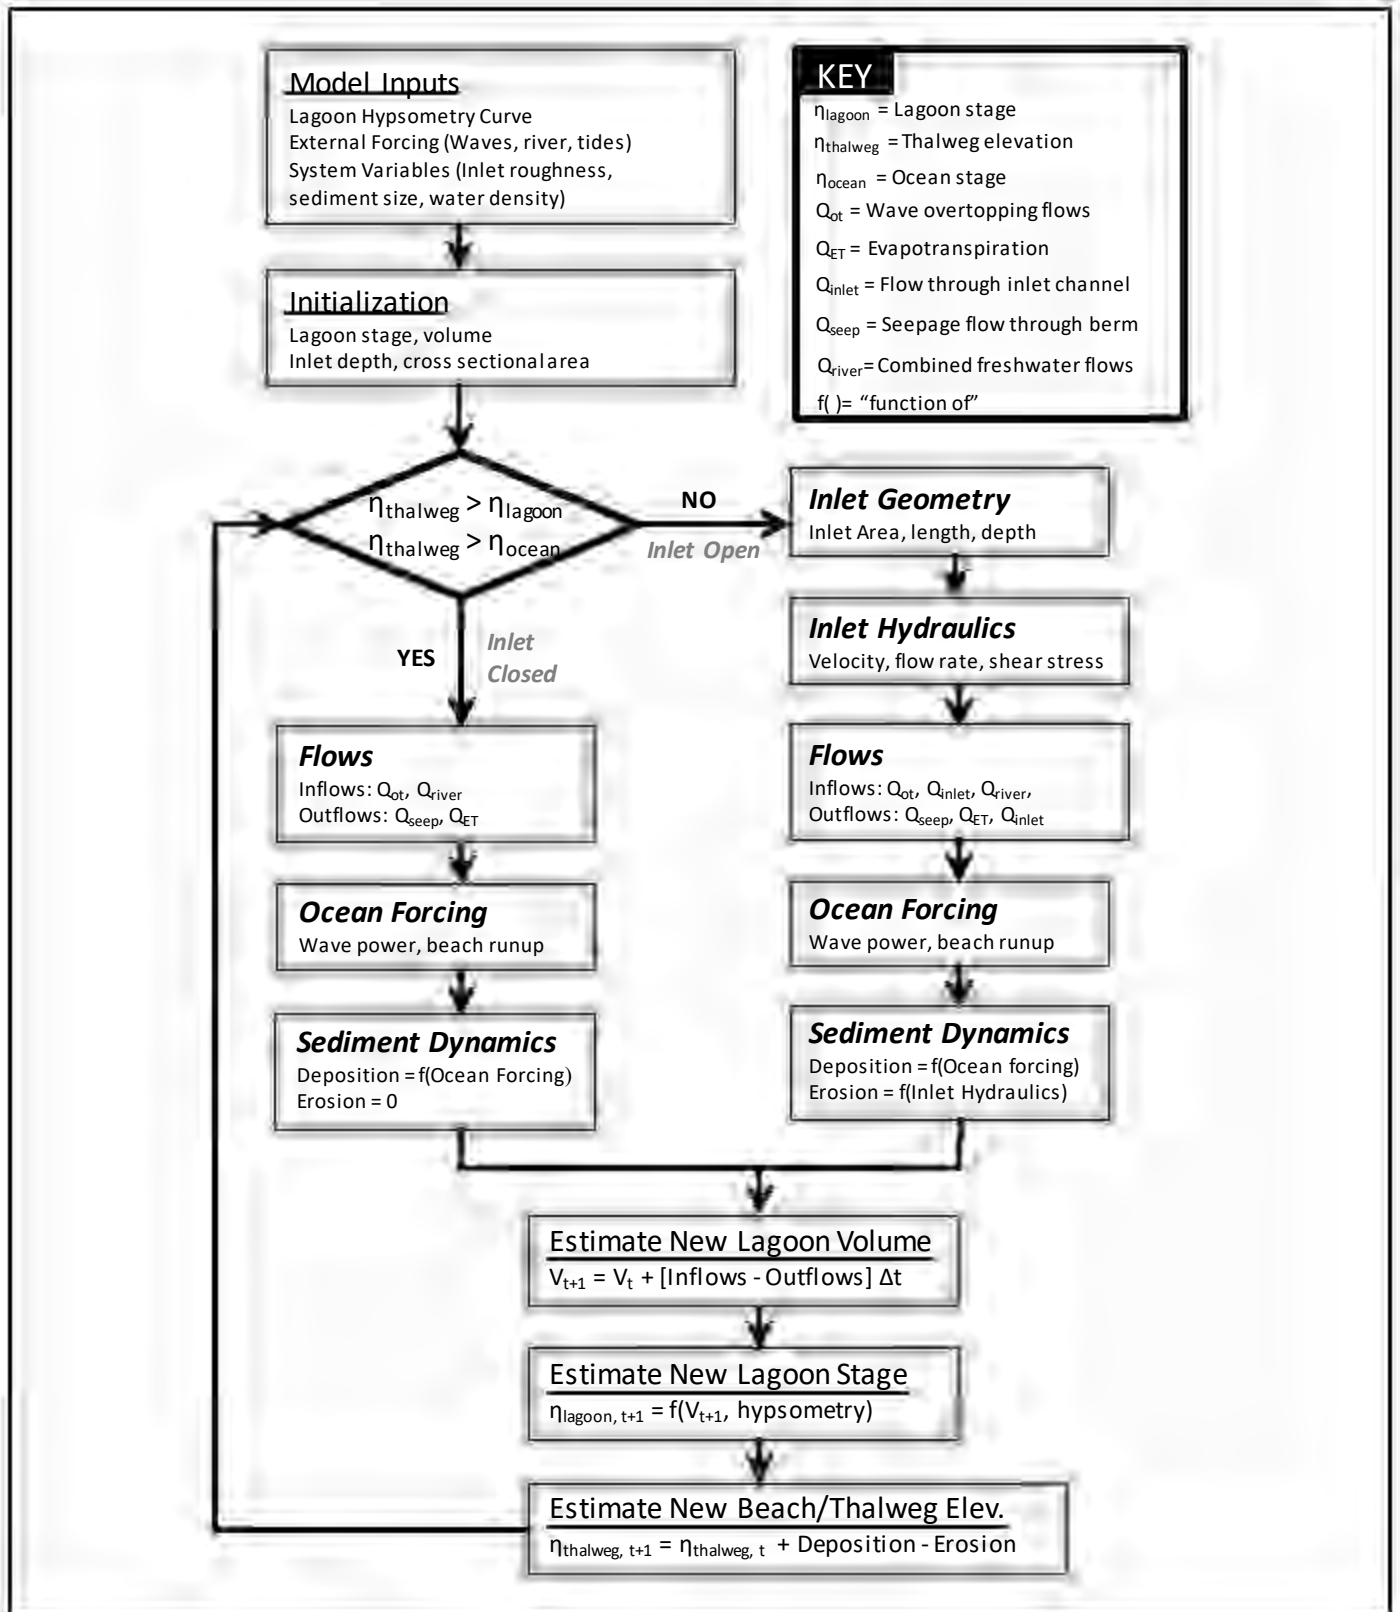 Model Inputs
Lagoon Hypsometry Curve
External Forcing (Waves, river, tides)
System Variables (Inlet roughness,
sediment size, water density)
KEY
ηlagoon = Lagoon stage
ηthalweg = Thalweg elevation
ηocean = Ocean stage
Qot = Wave overtopping flows
QET = Evapotranspiration
Qinlet = Flow through inlet channel
Qseep = Seepage flow through berm
Qriver= Combined freshwater flows
f( )= “function of”
Initialization
Lagoon stage, volume
Inlet depth, cross sectional area
ηthalweg > ηlagoon
ηthalweg > ηocean
NO
Inlet Open
YES
Inlet
Closed
Flows
Inflows: Qot, Qriver
Outflows: Qseep, QET
Ocean Forcing
Wave power, beach runup
Sediment Dynamics
Deposition = f(Ocean Forcing)
Erosion = 0
Inlet Geometry
Inlet Area, length, depth
Inlet Hydraulics
Velocity, flow rate, shear stress
Flows
Inflows: Qot, Qinlet, Qriver,
Outflows: Qseep, QET, Qinlet
Ocean Forcing
Wave power, beach runup
Sediment Dynamics
Deposition = f(Ocean forcing)
Erosion = f(Inlet Hydraulics)
Estimate New Lagoon Volume
Vt+1 = Vt + [Inflows - Outflows] Δt
Estimate New Lagoon Stage
ηlagoon, t+1 = f(Vt+1, hypsometry)
Estimate New Beach/Thalweg Elev.
ηthalweg, t+1 = ηthalweg, t + Deposition - Erosion